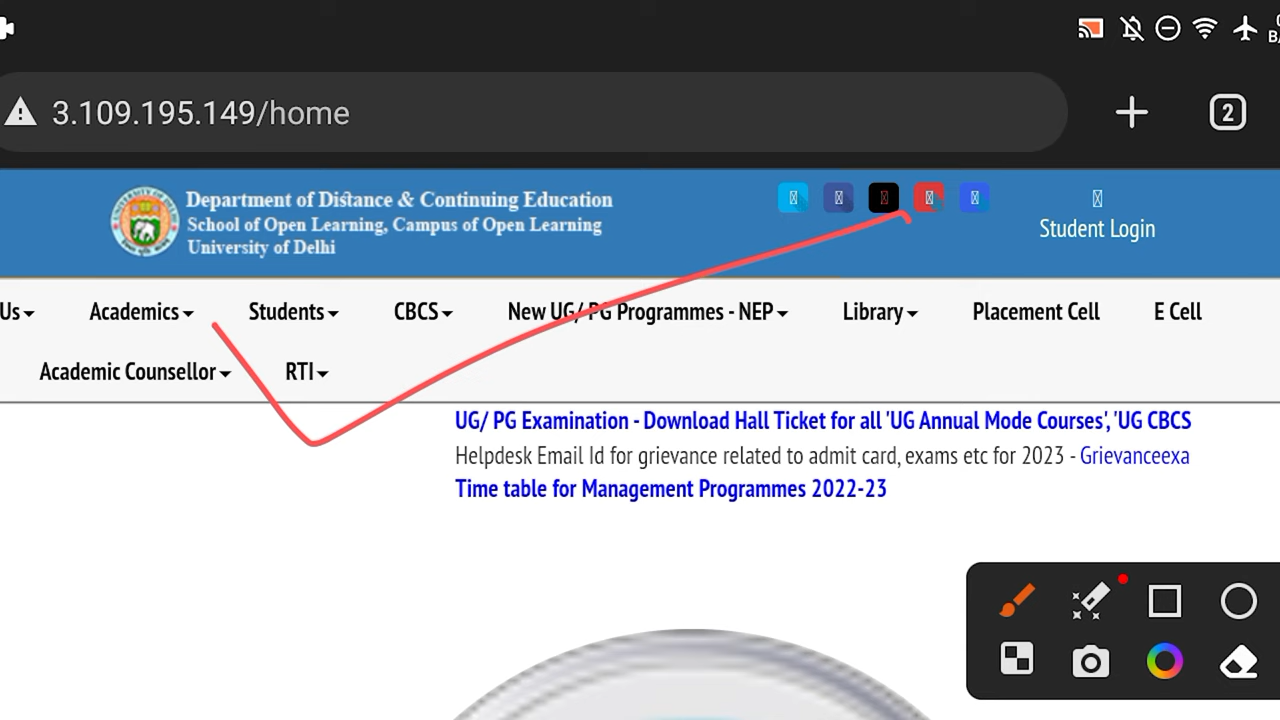 3.109.195.149/home
2
Department of Distance & Continuing Education
School of Open Learning, Campus of Open Learning
University of Delhi
Student Login
Us
Academics
Students
CBCS
New UG/ PG Programmes - NEP
Library
Placement Cell
E Cell
Academic Counsellor
RTI
UG/ PG Examination - Download Hall Ticket for all 'UG Annual Mode Courses', 'UG CBCS
Helpdesk Email Id for grievance related to admit card, exams etc for 2023 - Grievanceexa
Time table for Management Programmes 2022-23